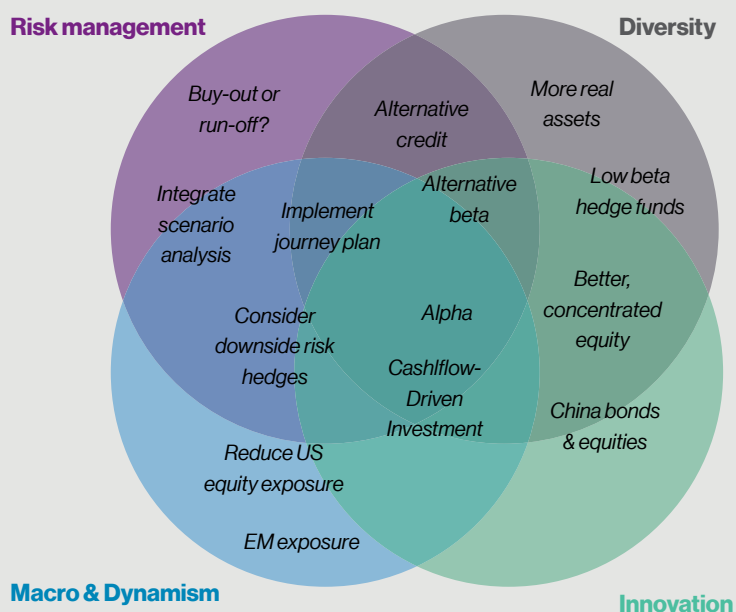 Risk management
Diversity
Buy-out or
run-off?
Alternative
credit
More real
assets
Integrate
scenario
analysis
Implement
journey plan
Alternative
beta
Low beta
hedge funds
Consider
downside risk
hedges
Alpha
Better,
concentrated
equity
Cashlflow-
Driven
Investment
China bonds
& equities
Reduce US
equity exposure
EM exposure
Macro & Dynamism
Innovation